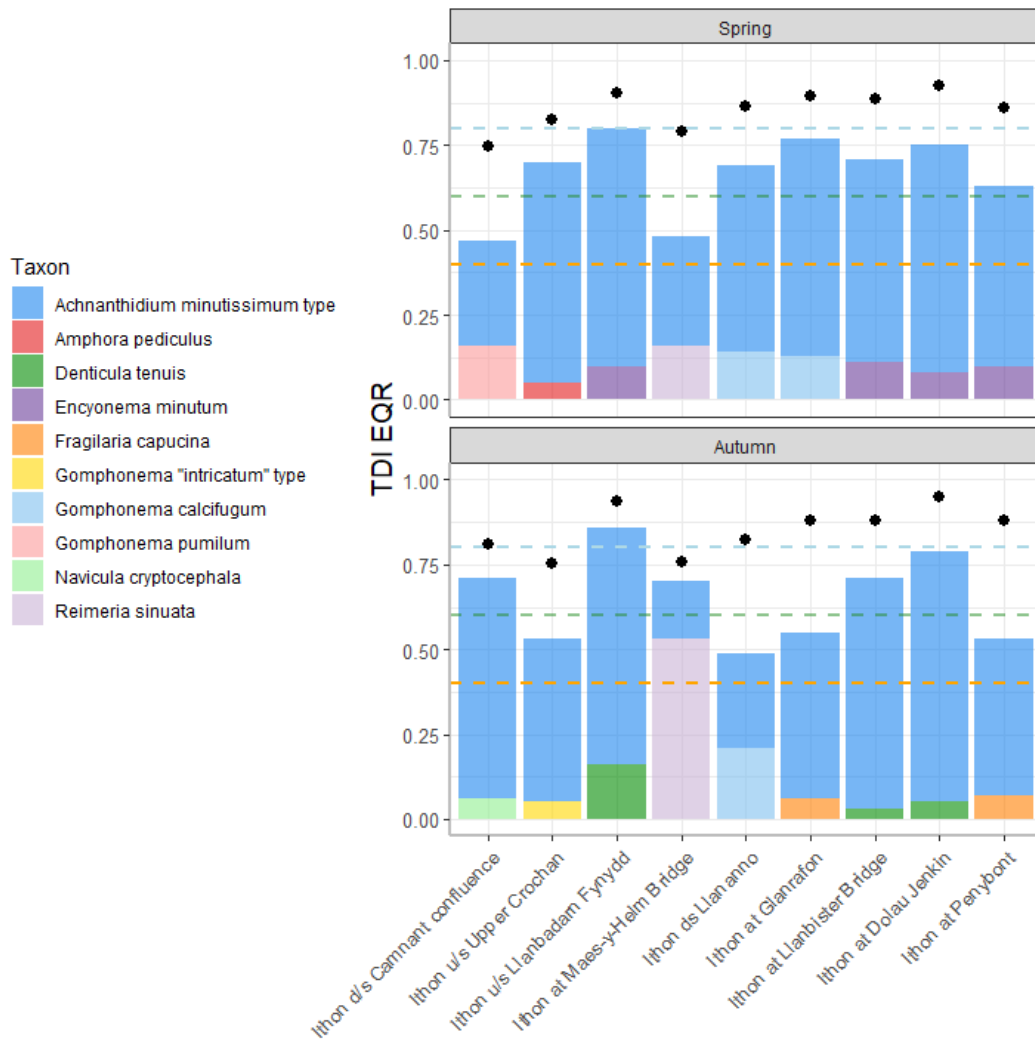 Taxon
Achnanthidium minutissimum type
Amphora pediculus
Denticula tenuis
Encyonema minutum
Fragilaria capucina
Gomphonema "intricatum" type
Gomphonema calcifugum
Gomphonema pumilum
Navicula cryptocephala
Reimeria sinuata
TDI EQR
Spring
1.00
0.75
0.50
0.25
0.00
Autumn
1.00
0.75
0.50
0.25
0.00
Ithon d/s Camnant confluence
Ithon u/s Upper Crochan
Ithon u/s Llanbadarn Fynydd
Ithon at Maes-y-Helm Bridge
Ithon ds Llananno
Ithon at Glanrafon
Ithon at Llanbister Bridge
Ithon at Dolau Jenkin
Ithon at Penybont